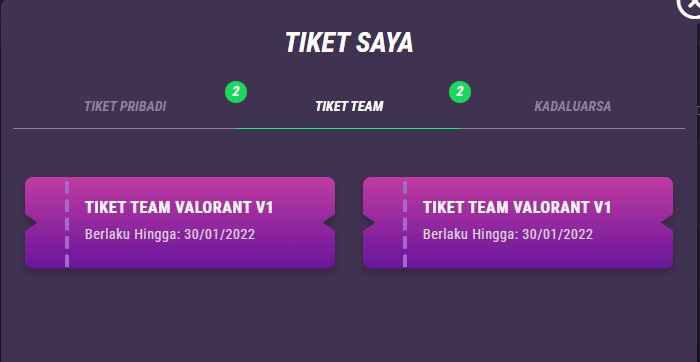 TIKET SAYA
TIKET PRIBADI 2 TIKET TEAM 2 KADALUARSA
TIKET TEAM VALORANT V1
Berlaku Hingga: 30/01/2022
TIKET TEAM VALORANT V1
Berlaku Hingga: 30/01/2022